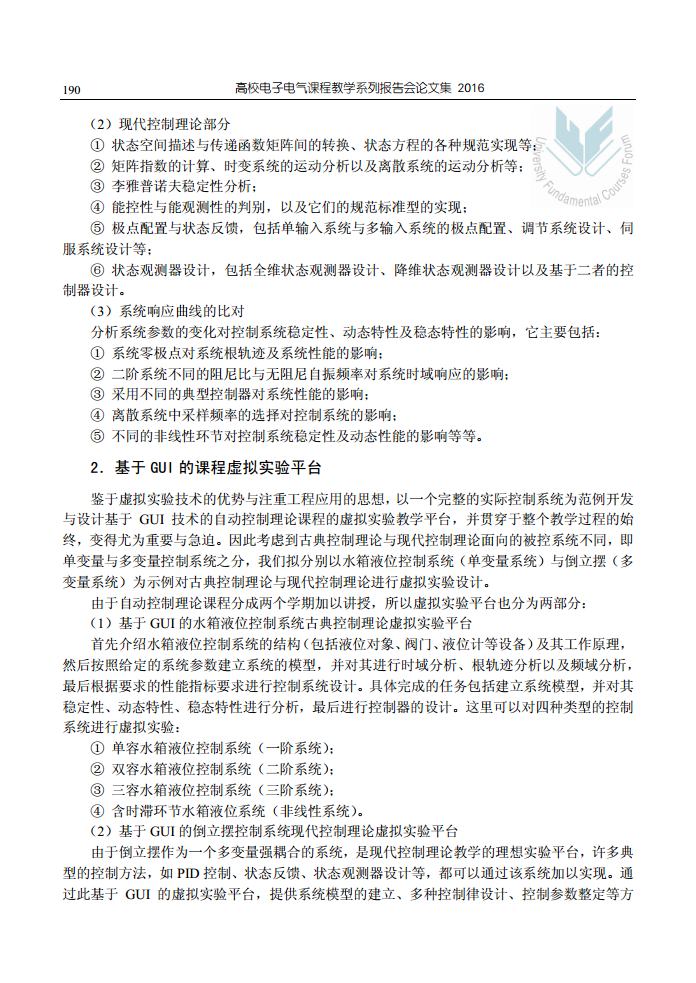 190
高校电子电气课程教学系列报告会论文集 2016
University Fundamental Courses Forum
（2）现代控制理论部分
① 状态空间描述与传递函数矩阵间的转换、状态方程的各种规范实现等；
② 矩阵指数的计算、时变系统的运动分析以及离散系统的运动分析等；
③ 李雅普诺夫稳定性分析；
④ 能控性与能观测性的判别，以及它们的规范标准型的实现；
⑤ 极点配置与状态反馈，包括单输入系统与多输入系统的极点配置、调节系统设计、伺
服系统设计等；
⑥ 状态观测器设计，包括全维状态观测器设计、降维状态观测器设计以及基于二者的控
制器设计。
（3）系统响应曲线的比对
分析系统参数的变化对控制系统稳定性、动态特性及稳态特性的影响，它主要包括：
① 系统零极点对系统根轨迹及系统性能的影响；
② 二阶系统不同的阻尼比与无阻尼自振频率对系统时域响应的影响；
③ 采用不同的典型控制器对系统性能的影响；
④ 离散系统中采样频率的选择对控制系统的影响；
⑤ 不同的非线性环节对控制系统稳定性及动态性能的影响等等。
2．基于 GUI 的课程虚拟实验平台
鉴于虚拟实验技术的优势与注重工程应用的思想，以一个完整的实际控制系统为范例开发
与设计基于 GUI 技术的自动控制理论课程的虚拟实验教学平台，并贯穿于整个教学过程的始
终，变得尤为重要与急迫。因此考虑到古典控制理论与现代控制理论面向的被控系统不同，即
单变量与多变量控制系统之分，我们拟分别以水箱液位控制系统（单变量系统）与倒立摆（多
变量系统）为示例对古典控制理论与现代控制理论进行虚拟实验设计。
由于自动控制理论课程分成两个学期加以讲授，所以虚拟实验平台也分为两部分：
（1）基于 GUI 的水箱液位控制系统古典控制理论虚拟实验平台
首先介绍水箱液位控制系统的结构（包括液位对象、阀门、液位计等设备）及其工作原理，
然后按照给定的系统参数建立系统的模型，并对其进行时域分析、根轨迹分析以及频域分析，
最后根据要求的性能指标要求进行控制系统设计。具体完成的任务包括建立系统模型，并对其
稳定性、动态特性、稳态特性进行分析，最后进行控制器的设计。这里可以对四种类型的控制
系统进行虚拟实验：
① 单容水箱液位控制系统（一阶系统）；
② 双容水箱液位控制系统（二阶系统）；
③ 三容水箱液位控制系统（三阶系统）；
④ 含时滞环节水箱液位系统（非线性系统）。
（2）基于 GUI 的倒立摆控制系统现代控制理论虚拟实验平台
由于倒立摆作为一个多变量强耦合的系统，是现代控制理论教学的理想实验平台，许多典
型的控制方法，如 PID 控制、状态反馈、状态观测器设计等，都可以通过该系统加以实现。通
过此基于 GUI 的虚拟实验平台，提供系统模型的建立、多种控制律设计、控制参数整定等方